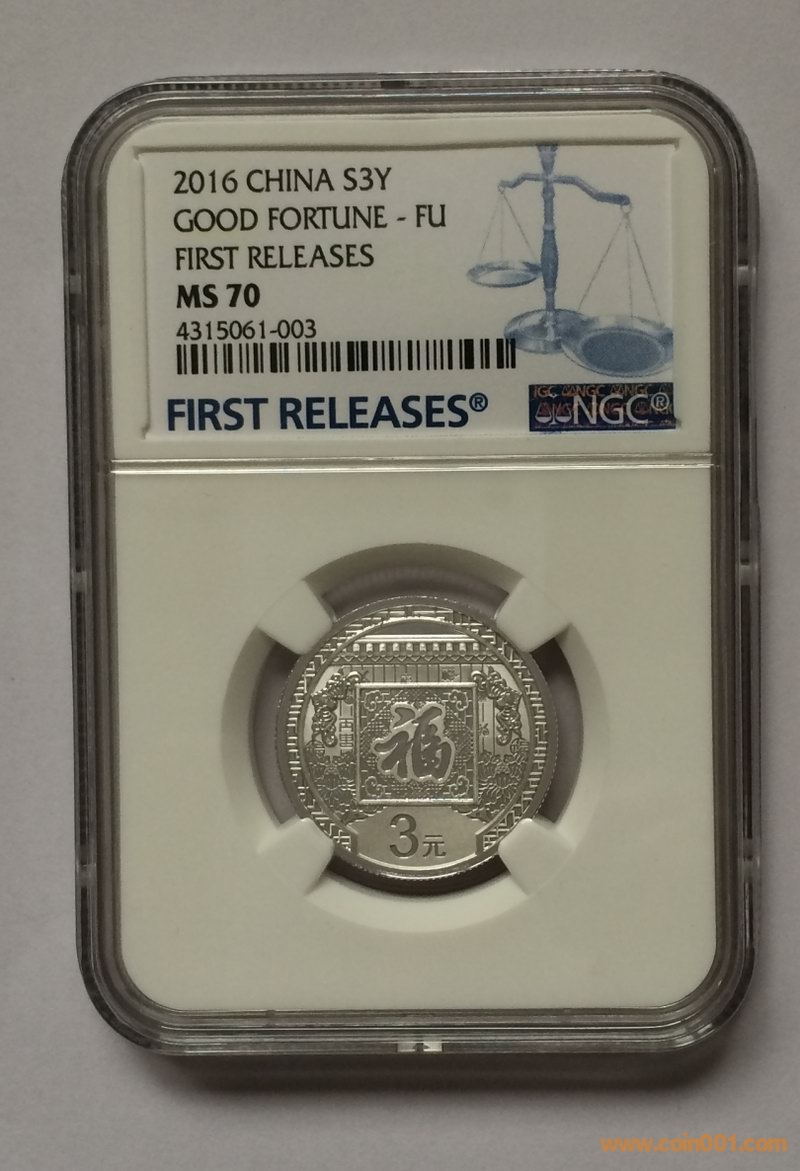 2016 CHINA S3Y
GOOD FORTUNE - FU
FIRST RELEASES
MS 70
4315061-003
FIRST RELEASES®
NGC®
福
3元
www.coin001.com